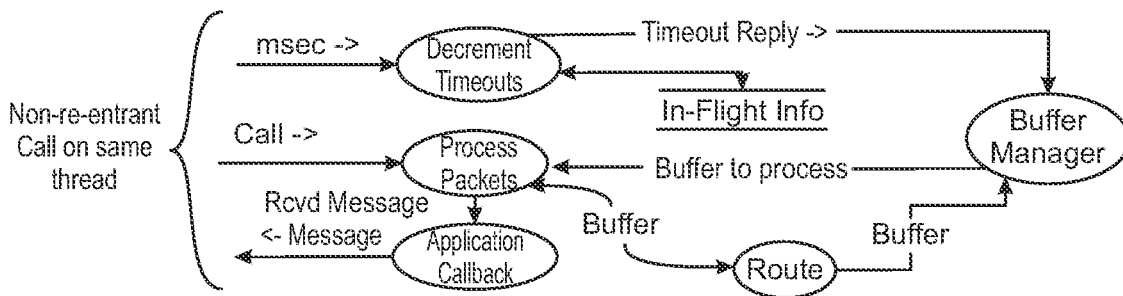 Non-re-entrant
Call on same
thread
msec ->
Decrement
Timeouts
Timeout Reply ->
In-Flight Info
Buffer
Manager
Call ->
Process
Packets
Buffer to process
Rcvd Message
<- Message
Application
Callback
Buffer
Route
Buffer